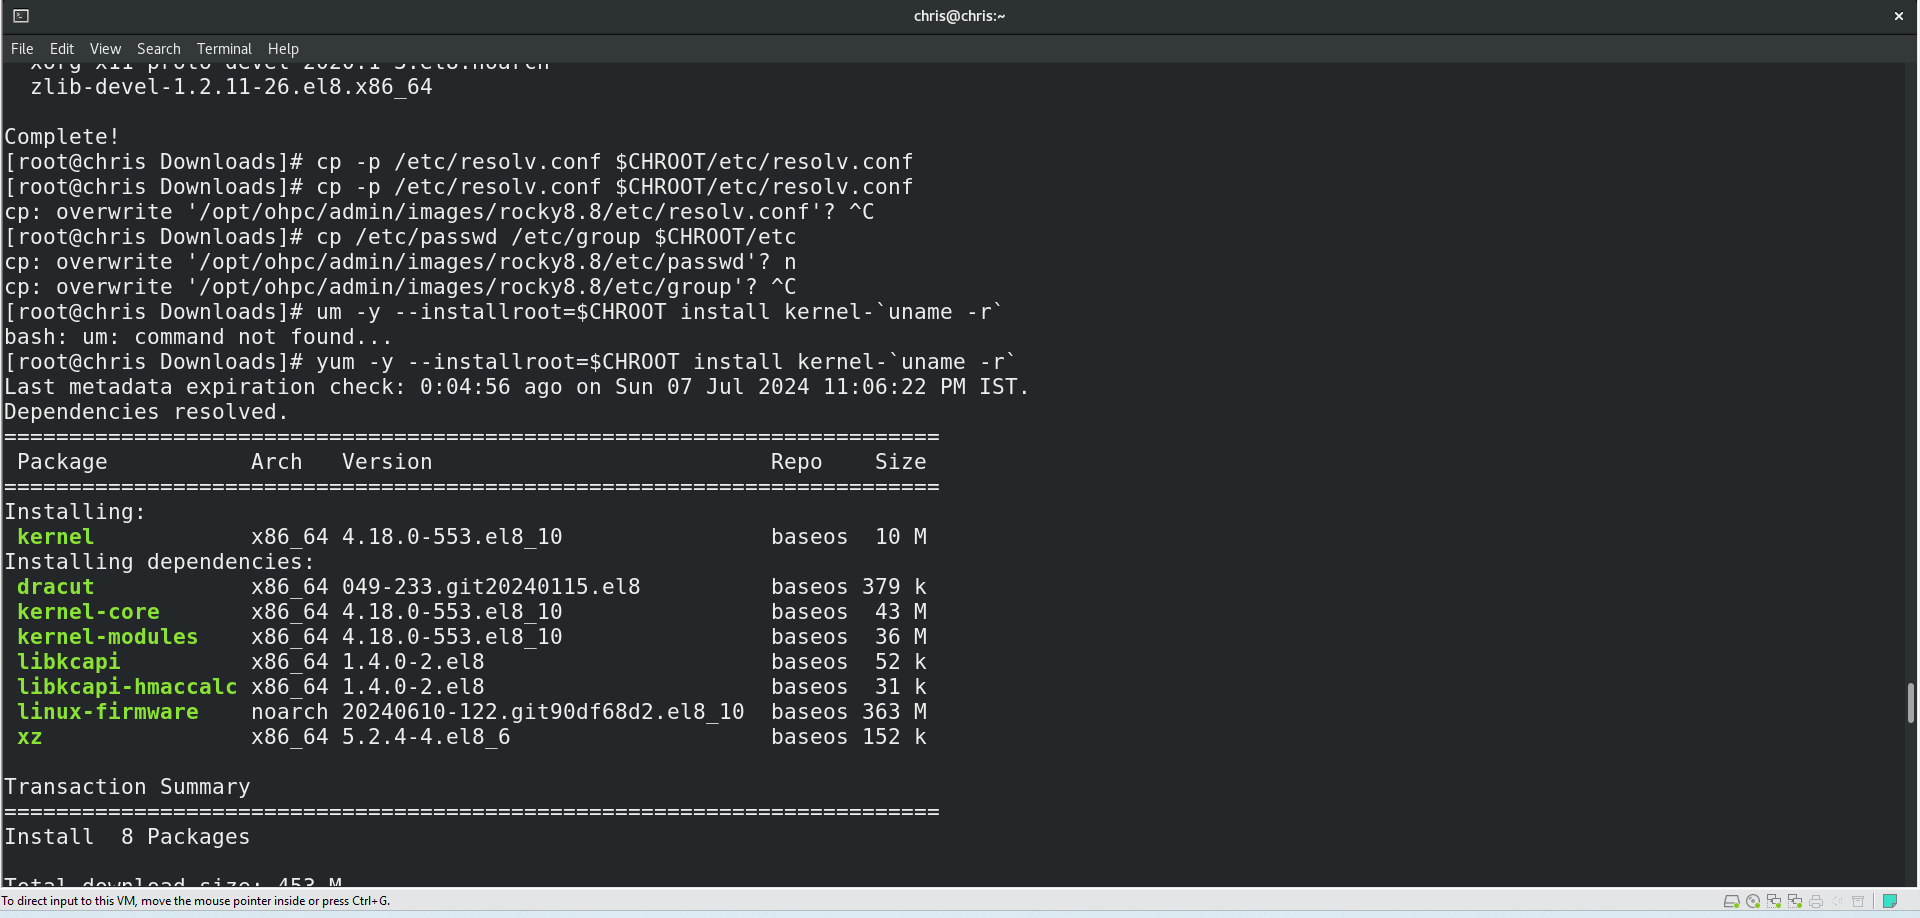 chris@chris:~
File Edit View Search Terminal Help
xorg-x11-proto-devel-2020.1-3.el8.noarch
zlib-devel-1.2.11-26.el8.x86_64
Complete!
[root@chris Downloads]# cp -p /etc/resolv.conf $CHROOT/etc/resolv.conf
[root@chris Downloads]# cp -p /etc/resolv.conf $CHROOT/etc/resolv.conf
cp: overwrite '/opt/ohpc/admin/images/rocky8.8/etc/resolv.conf'? ^C
[root@chris Downloads]# cp /etc/passwd /etc/group $CHROOT/etc
cp: overwrite '/opt/ohpc/admin/images/rocky8.8/etc/passwd'? n
cp: overwrite '/opt/ohpc/admin/images/rocky8.8/etc/group'? ^C
[root@chris Downloads]# um -y --installroot=$CHROOT install kernel-`uname -r`
bash: um: command not found...
[root@chris Downloads]# yum -y --installroot=$CHROOT install kernel-`uname -r`
Last metadata expiration check: 0:04:56 ago on Sun 07 Jul 2024 11:06:22 PM IST.
Dependencies resolved.
========================================================================
Package Arch Version Repo Size
========================================================================
Installing:
kernel x86_64 4.18.0-553.el8_10 baseos 10 M
Installing dependencies:
dracut x86_64 049-233.git20240115.el8 baseos 379 k
kernel-core x86_64 4.18.0-553.el8_10 baseos 43 M
kernel-modules x86_64 4.18.0-553.el8_10 baseos 36 M
libkcapi x86_64 1.4.0-2.el8 baseos 52 k
libkcapi-hmaccalc x86_64 1.4.0-2.el8 baseos 31 k
linux-firmware noarch 20240610-122.git90df68d2.el8_10 baseos 363 M
xz x86_64 5.2.4-4.el8_6 baseos 152 k
Transaction Summary
========================================================================
Install 8 Packages
Total download size: 453 M
To direct input to this VM, move the mouse pointer inside or press Ctrl+G.